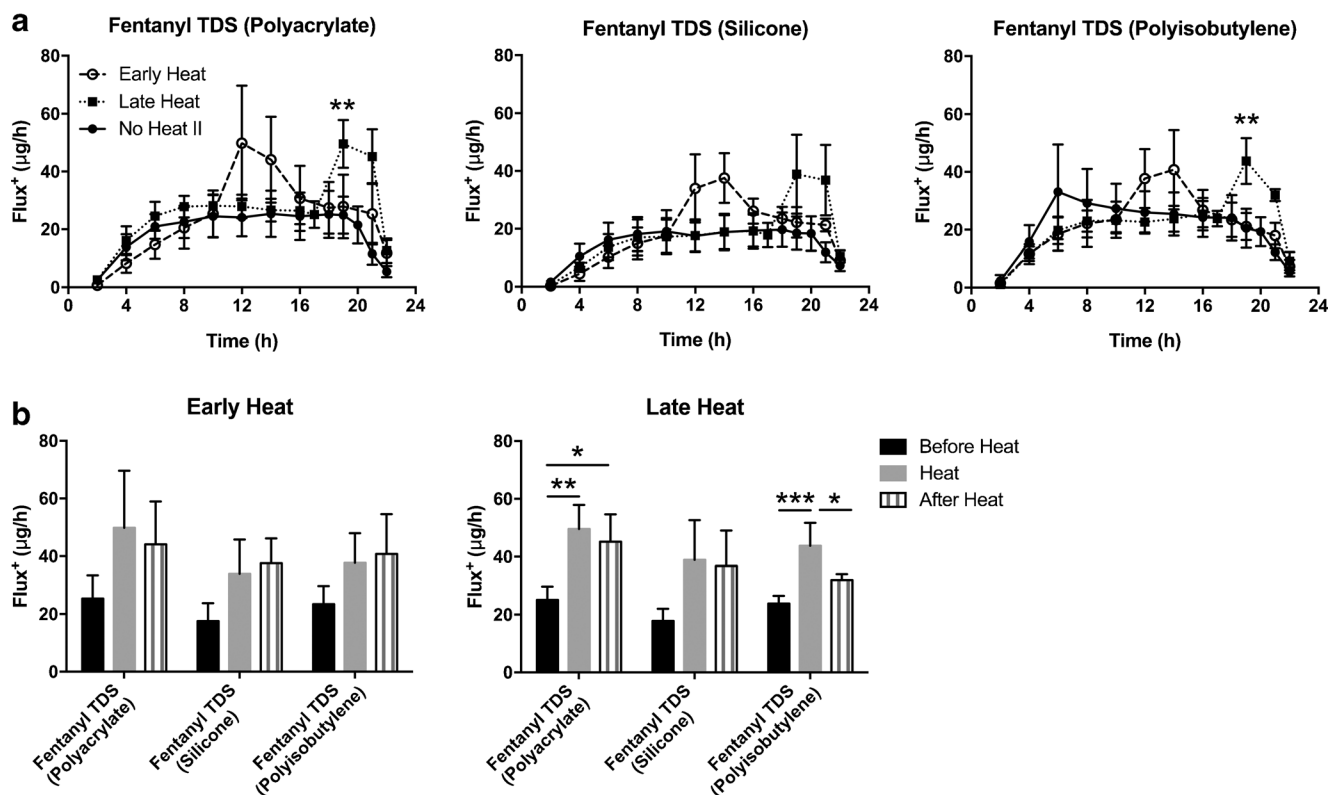 a
Fentanyl TDS (Polyacrylate)
Fentanyl TDS (Silicone)
Fentanyl TDS (Polyisobutylene)
80
60
40
20
0
Flux⁺ (µg/h)
Early Heat
Late Heat
No Heat II
**
0 4 8 12 16 20 24
Time (h)
80
60
40
20
0
Flux⁺ (µg/h)
0 4 8 12 16 20 24
Time (h)
80
60
40
20
0
Flux⁺ (µg/h)
**
0 4 8 12 16 20 24
Time (h)
b
Early Heat
80
60
40
20
0
Flux⁺ (µg/h)
Fentanyl TDS
(Polyacrylate)
Fentanyl TDS
(Silicone)
Fentanyl TDS
(Polyisobutylene)
Late Heat
80
60
40
20
0
Flux⁺ (µg/h)
*
**
*** *
Fentanyl TDS
(Polyacrylate)
Fentanyl TDS
(Silicone)
Fentanyl TDS
(Polyisobutylene)
Before Heat
Heat
After Heat